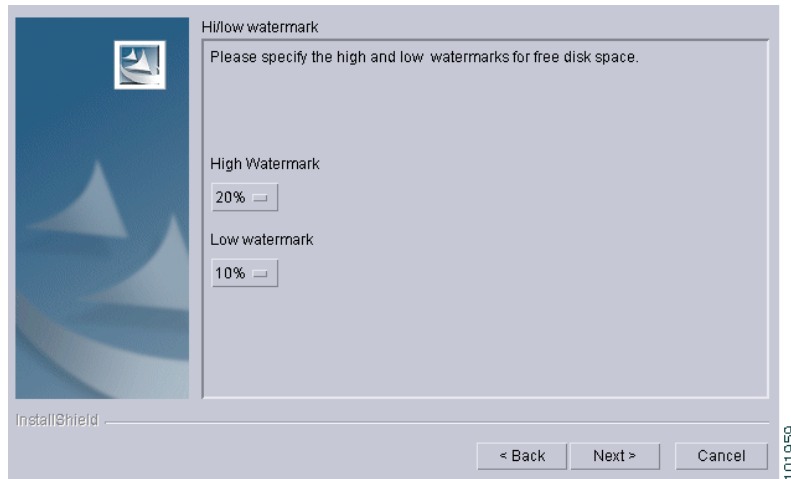 Hi/low watermark
Please specify the high and low watermarks for free disk space.
High Watermark
20%
Low watermark
10%
InstallShield
< Back
Next >
Cancel
101959